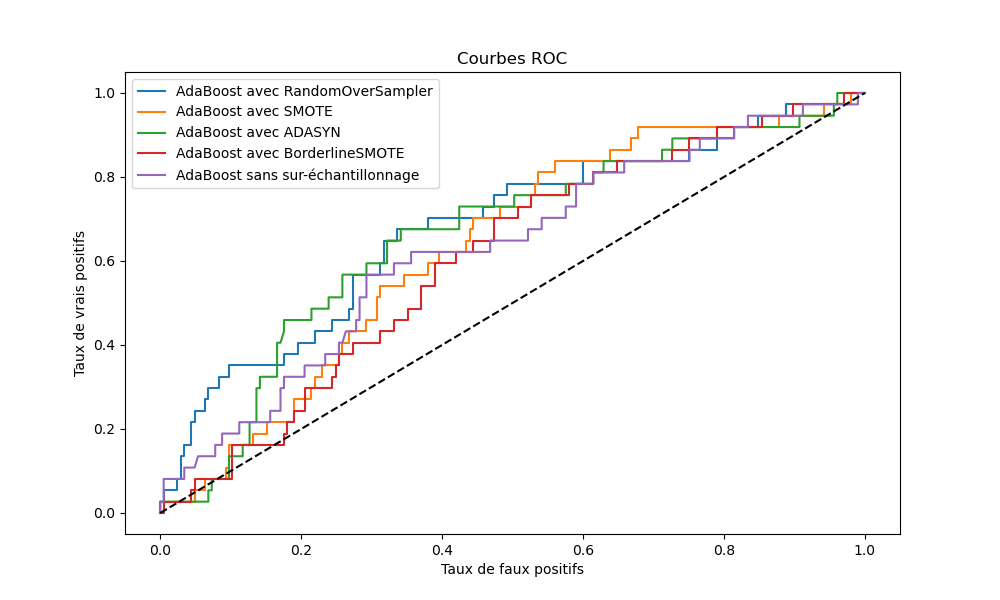 Courbes ROC
AdaBoost avec RandomOverSampler
AdaBoost avec SMOTE
AdaBoost avec ADASYN
AdaBoost avec BorderlineSMOTE
AdaBoost sans sur-échantillonnage
Taux de vrais positifs
1.0
0.8
0.6
0.4
0.2
0.0
0.0 0.2 0.4 0.6 0.8 1.0
Taux de faux positifs